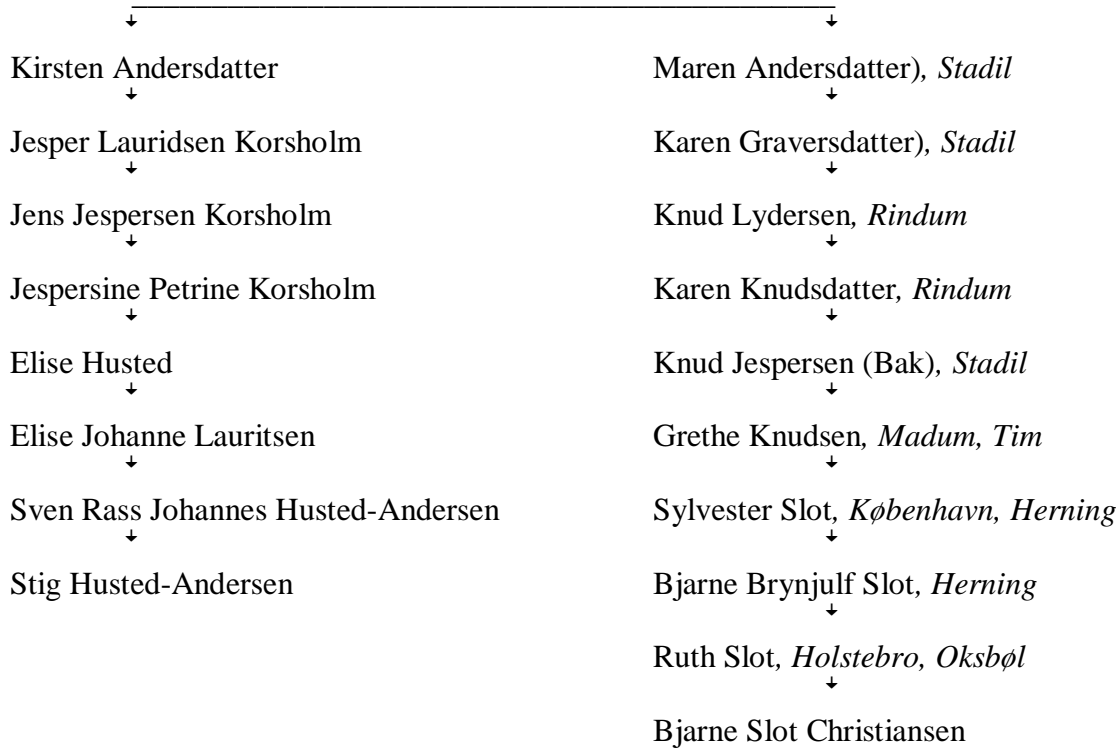 Kirsten Andersdatter Maren Andersdatter), Stadil
Jesper Lauridsen Korsholm Karen Graversdatter), Stadil
Jens Jespersen Korsholm Knud Lydersen, Rindum
Jespersine Petrine Korsholm Karen Knudsdatter, Rindum
Elise Husted Knud Jespersen (Bak), Stadil
Elise Johanne Lauritsen Grethe Knudsen, Madum, Tim
Sven Rass Johannes Husted-Andersen Sylvester Slot, København, Herning
Stig Husted-Andersen Bjarne Brynjulf Slot, Herning
Ruth Slot, Holstebro, Oksbøl
Bjarne Slot Christiansen